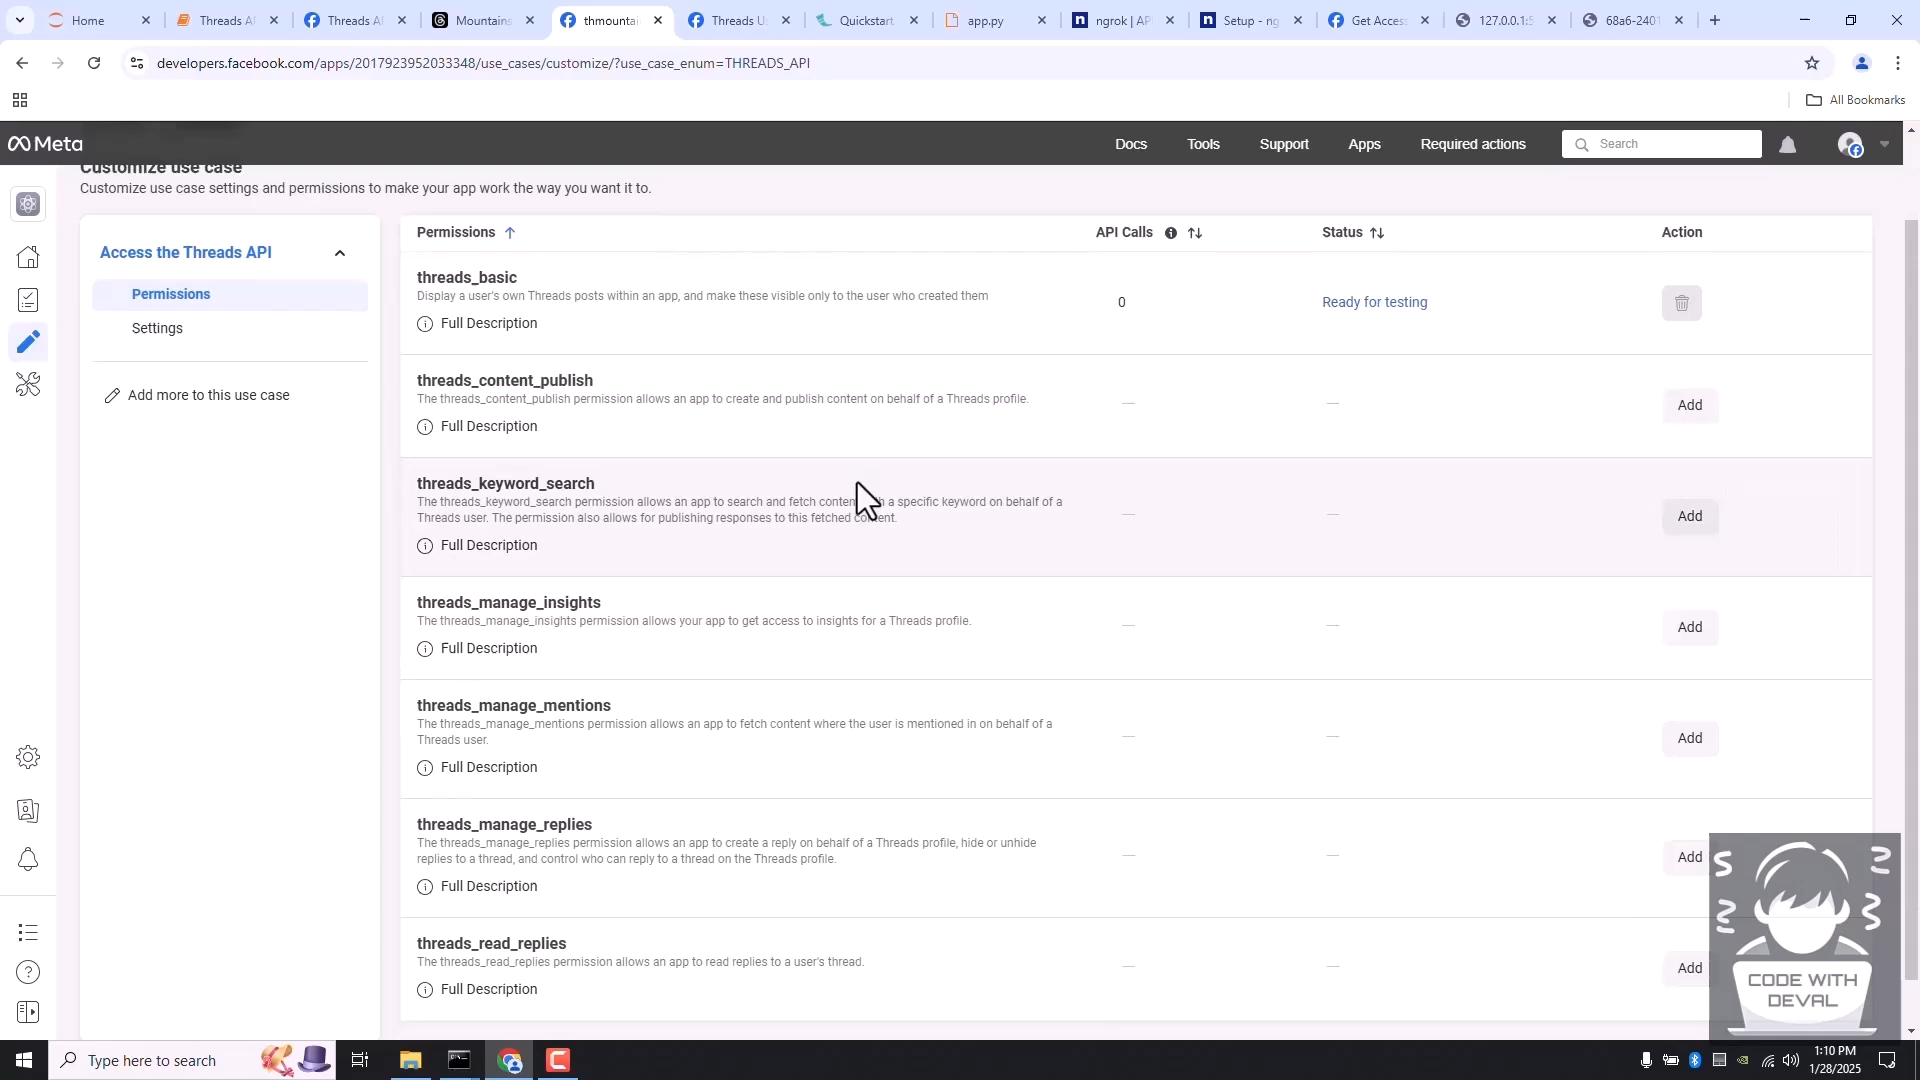 Home
Threads A
Threads A
Mountains
thmountai
Threads U
Quickstart
app.py
ngrok | AP
Setup - ng
Get Acces
127.0.0.1:5
68a6-2401
developers.facebook.com/apps/2017923952033348/use_cases/customize/?use_case_enum=THREADS_API
All Bookmarks
Meta
Docs
Tools
Support
Apps
Required actions
Search
Customize use case
Customize use case settings and permissions to make your app work the way you want it to.
Access the Threads API
Permissions
Settings
Add more to this use case
Permissions
API Calls
Status
Action
threads_basic
Display a user's own Threads posts within an app, and make these visible only to the user who created them
Full Description
0
Ready for testing
threads_content_publish
The threads_content_publish permission allows an app to create and publish content on behalf of a Threads profile.
Full Description
Add
threads_keyword_search
The threads_keyword_search permission allows an app to search and fetch a specific keyword on behalf of a
Threads user. The permission also allows for publishing responses to this fetched
Full Description
Add
threads_manage_insights
The threads_manage_insights permission allows your app to get access to insights for a Threads profile.
Full Description
Add
threads_manage_mentions
The threads_manage_mentions permission allows an app to fetch content where the user is mentioned in on behalf of a
Threads user.
Full Description
Add
threads_manage_replies
The threads_manage_replies permission allows an app to create a reply on behalf of a Threads profile, hide or unhide
replies to a thread, and control who can reply to a thread on the Threads profile.
Full Description
Add
threads_read_replies
The threads_read_replies permission allows an app to read replies to a user's thread.
Full Description
Add
CODE WITH
DEVAL
Type here to search
1:10 PM
1/28/2025